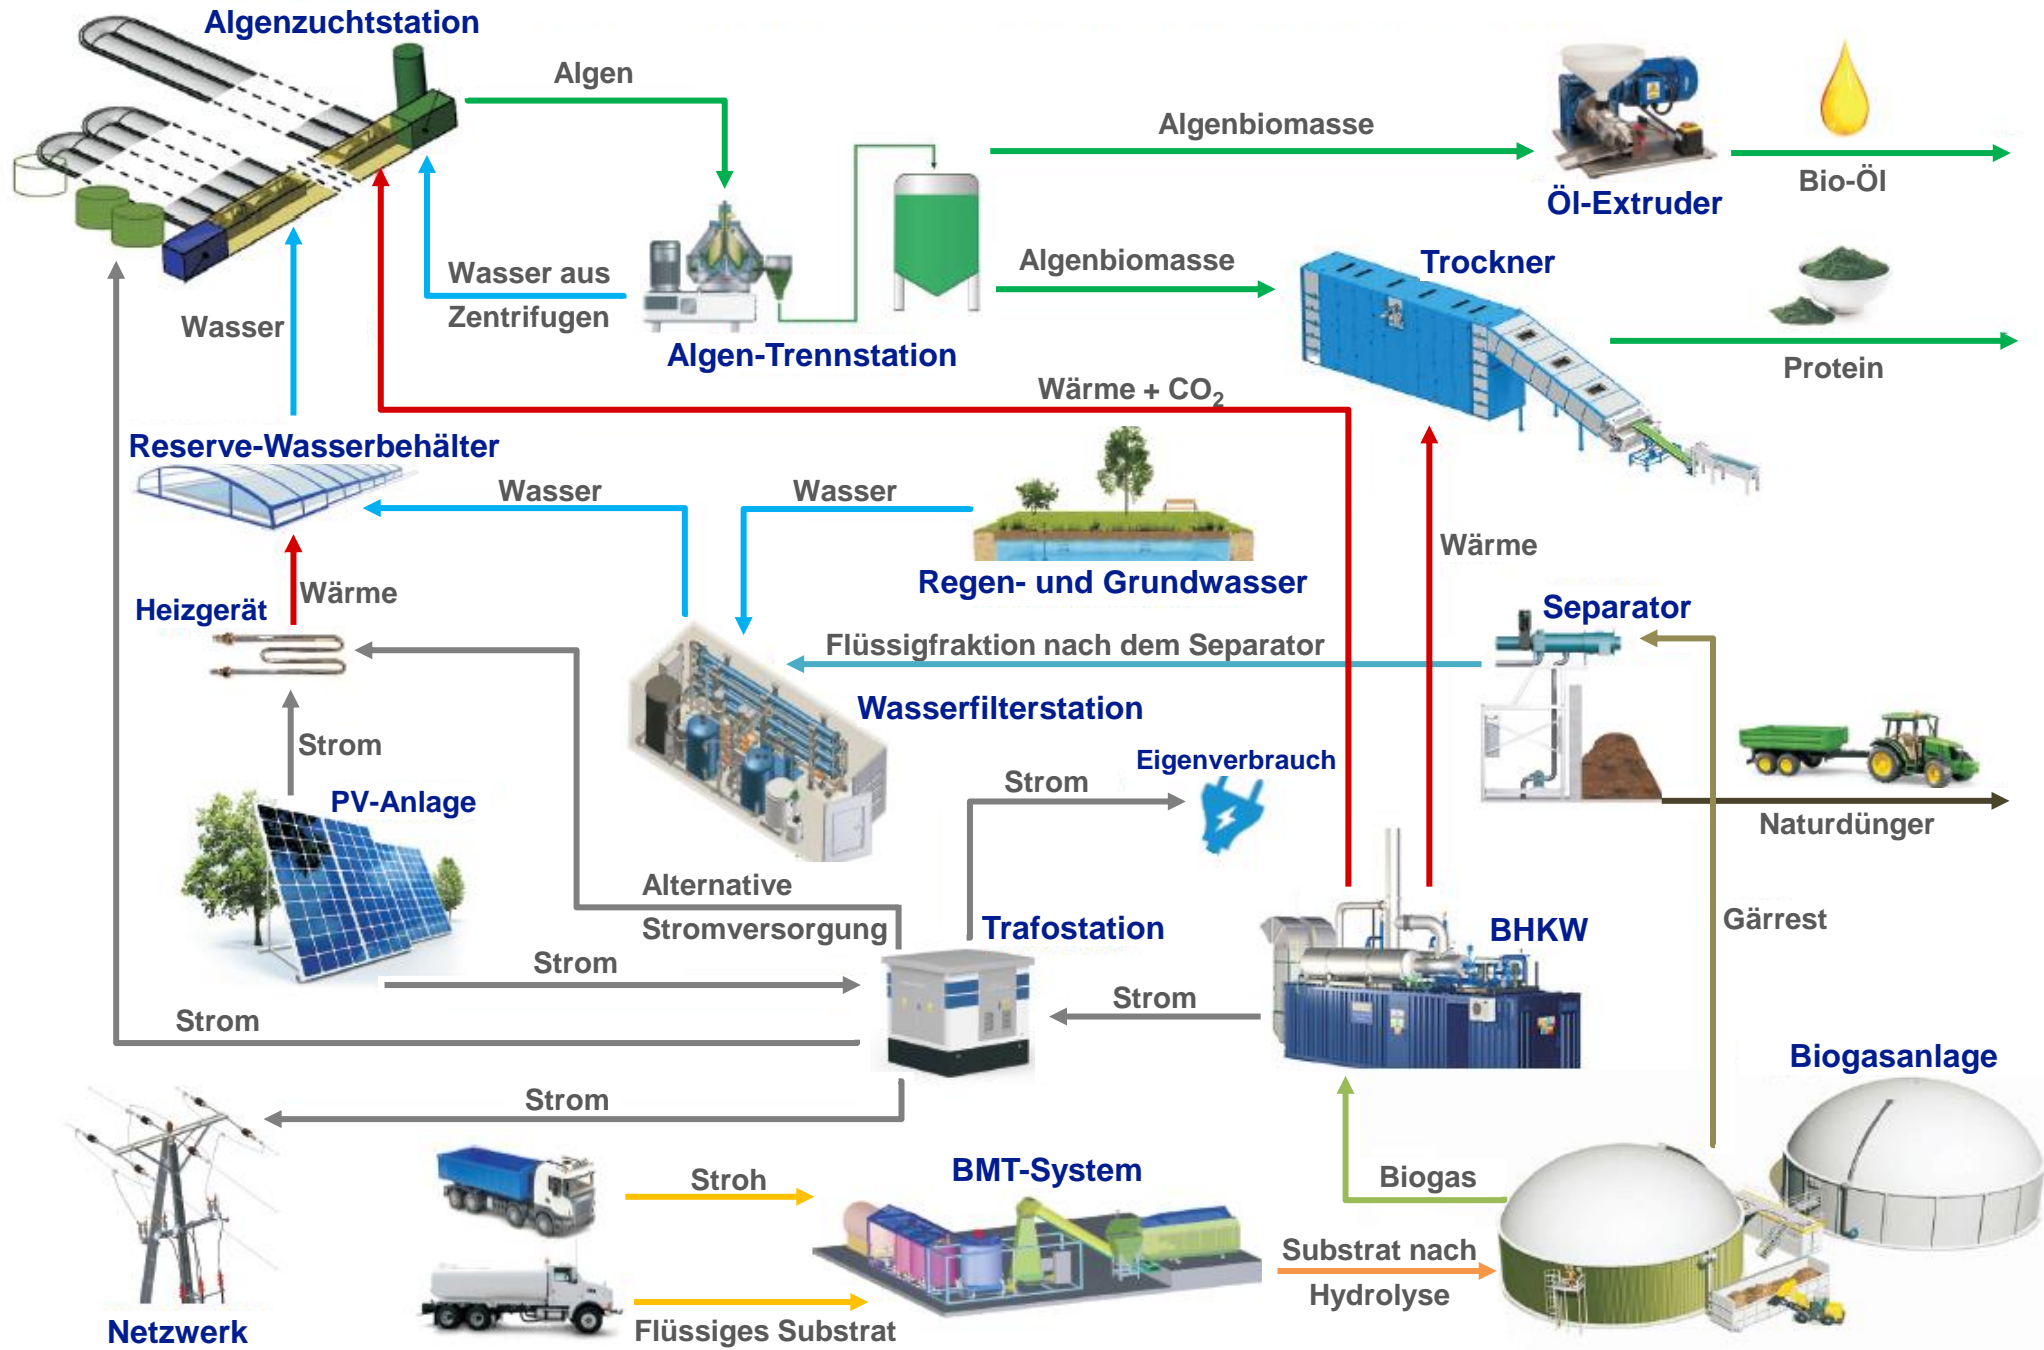 Algenzuchtstation
Algen
Algenbiomasse
Bio-Öl
Öl-Extruder
Wasser aus
Zentrifugen
Algenbiomasse
Trockner
Wasser
Algen-Trennstation
Protein
Wärme + CO₂
Reserve-Wasserbehälter
Wasser
Wasser
Wärme
Regen- und Grundwasser
Wärme
Heizgerät
Separator
Flüssigfraktion nach dem Separator
Wasserfilterstation
Strom
Eigenverbrauch
Strom
PV-Anlage
Naturdünger
Alternative
Stromversorgung
Trafostation
BHKW
Gärrest
Strom
Strom
Strom
Biogasanlage
Strom
Stroh
BMT-System
Biogas
Substrat nach
Hydrolyse
Netzwerk
Flüssiges Substrat